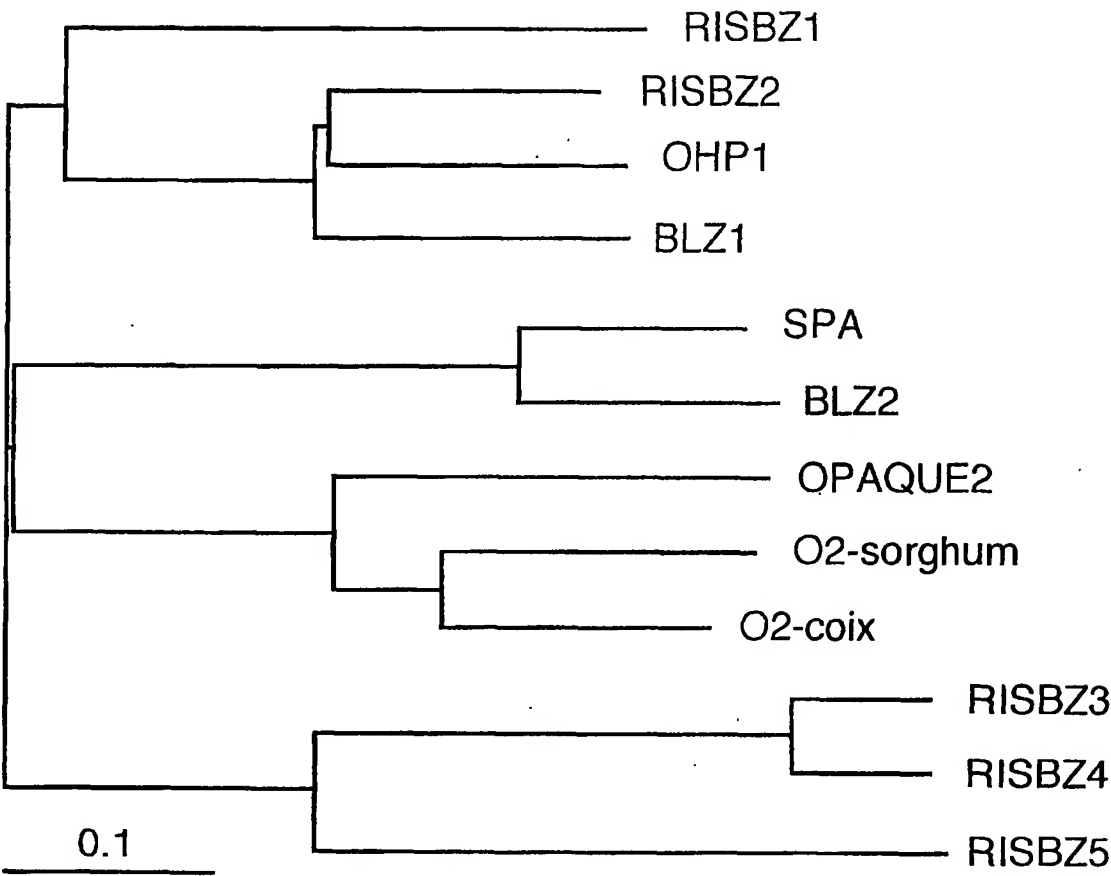 RISBZ1
RISBZ2
OHP1
BLZ1
SPA
BLZ2
OPAQUE2
O2-sorghum
O2-coix
RISBZ3
RISBZ4
0.1
RISBZ5